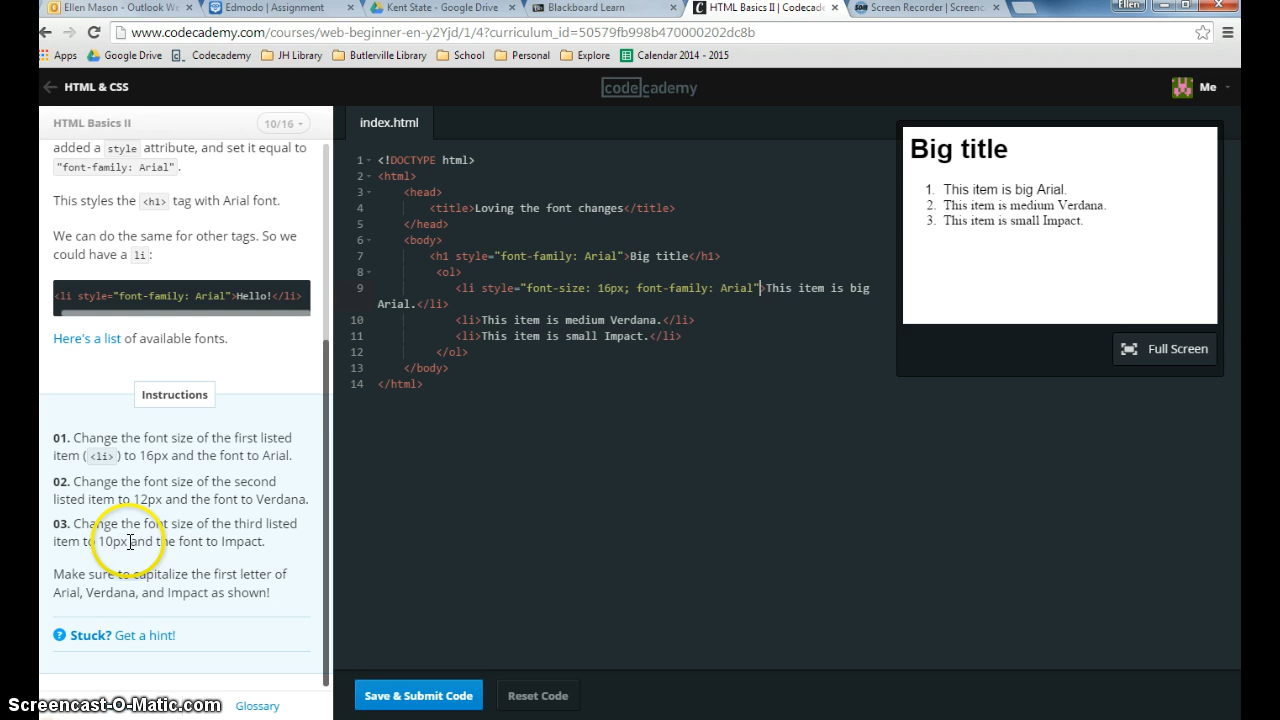 Ellen Mason - Outlook We
Edmodo | Assignment
Kent State - Google Drive
Blackboard Learn
HTML Basics II | Codecade
Screen Recorder | Screenc
Ellen
www.codecademy.com/courses/web-beginner-en-y2Yjd/1/4?curriculum_id=50579fb998b470000202dc8b
Apps
Google Drive
Codecademy
JH Library
Butlerville Library
School
Personal
Explore
Calendar 2014 - 2015
HTML & CSS
codecademy
Me
HTML Basics II
10/16
added a style attribute, and set it equal to
"font-family: Arial".
This styles the <h1> tag with Arial font.
We can do the same for other tags. So we
could have a li:
<li style="font-family: Arial">Hello!</li>
Here's a list of available fonts.
Instructions
01. Change the font size of the first listed
item (<li>) to 16px and the font to Arial.
02. Change the font size of the second
listed item to 12px and the font to Verdana.
03. Change the font size of the third listed
item to 10px and the font to Impact.
Make sure to capitalize the first letter of
Arial, Verdana, and Impact as shown!
? Stuck? Get a hint!
Glossary
index.html
1 <!DOCTYPE html>
2 <html>
3 <head>
4 <title>Loving the font changes</title>
5 </head>
6 <body>
7 <h1 style="font-family: Arial">Big title</h1>
8 <ol>
9 <li style="font-size: 16px; font-family: Arial">This item is big
Arial.</li>
10 <li>This item is medium Verdana.</li>
11 <li>This item is small Impact.</li>
12 </ol>
13 </body>
14 </html>
Save & Submit Code
Reset Code
Big title
1. This item is big Arial.
2. This item is medium Verdana.
3. This item is small Impact.
Full Screen
Screencast-O-Matic.com